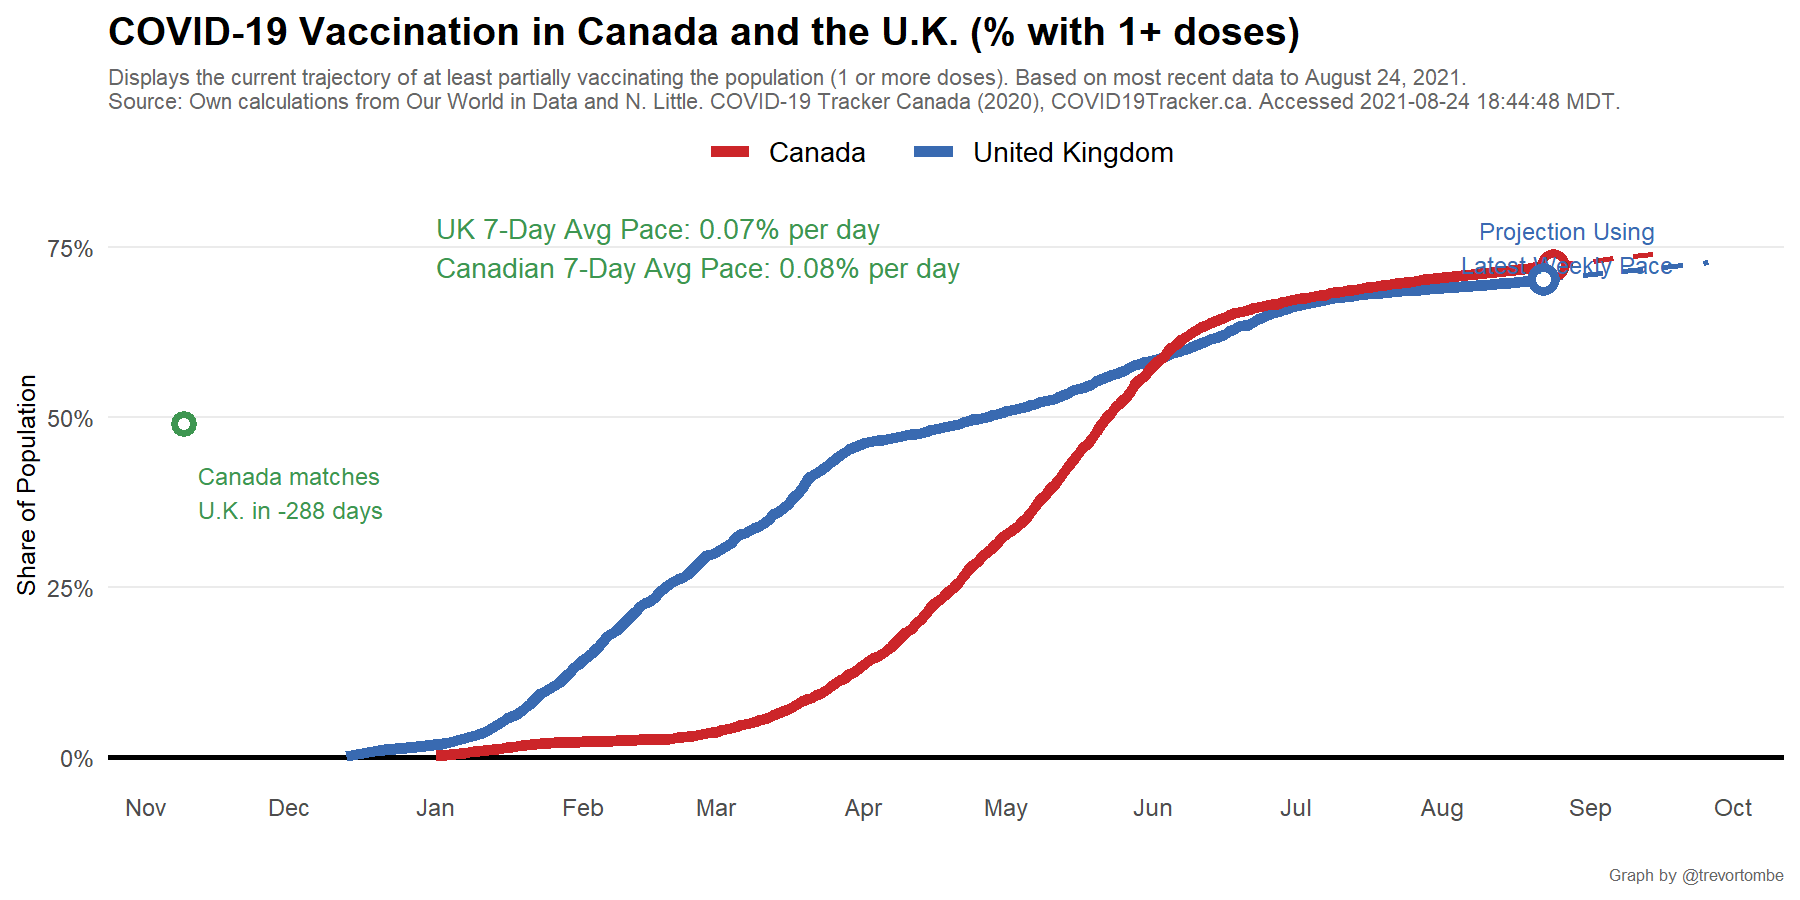 COVID-19 Vaccination in Canada and the U.K. (% with 1+ doses)
Displays the current trajectory of at least partially vaccinating the population (1 or more doses). Based on most recent data to August 24, 2021.
Source: Own calculations from Our World in Data and N. Little. COVID-19 Tracker Canada (2020), COVID19Tracker.ca. Accessed 2021-08-24 18:44:48 MDT.
Canada
United Kingdom
UK 7-Day Avg Pace: 0.07% per day
Canadian 7-Day Avg Pace: 0.08% per day
Projection Using
Latest Weekly Pace
Canada matches
U.K. in -288 days
Share of Population
75%
50%
25%
0%
Nov Dec Jan Feb Mar Apr May Jun Jul Aug Sep Oct
Graph by @trevortombe